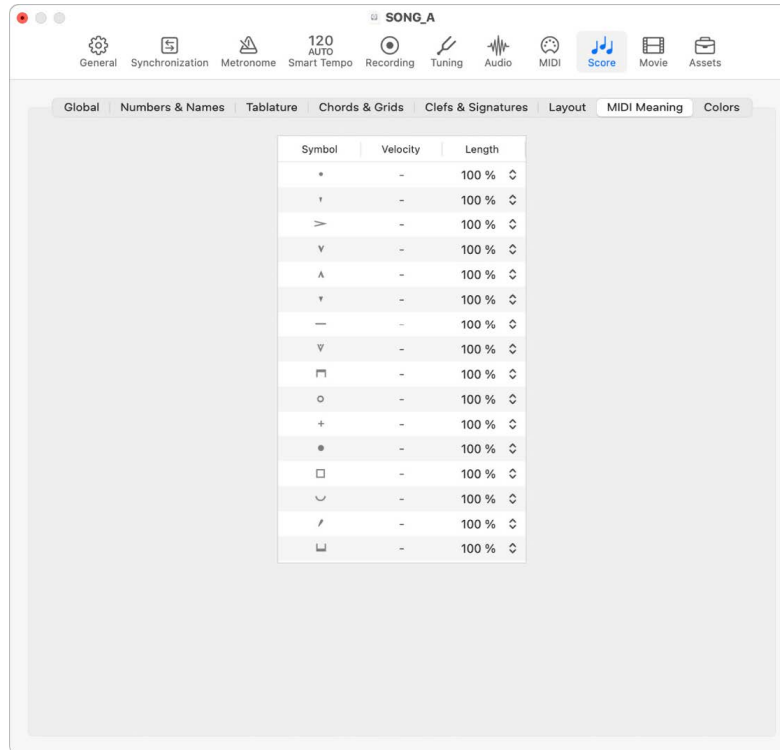 SONG_A
General Synchronization Metronome 120 AUTO Smart Tempo Recording Tuning Audio MIDI Score Movie Assets
Global Numbers & Names Tablature Chords & Grids Clefs & Signatures Layout MIDI Meaning Colors
Symbol Velocity Length
- 100 %
- 100 %
> - 100 %
- 100 %
- 100 %
- 100 %
- 100 %
- 100 %
- 100 %
- 100 %
+ - 100 %
- 100 %
- 100 %
- 100 %
- 100 %
- 100 %